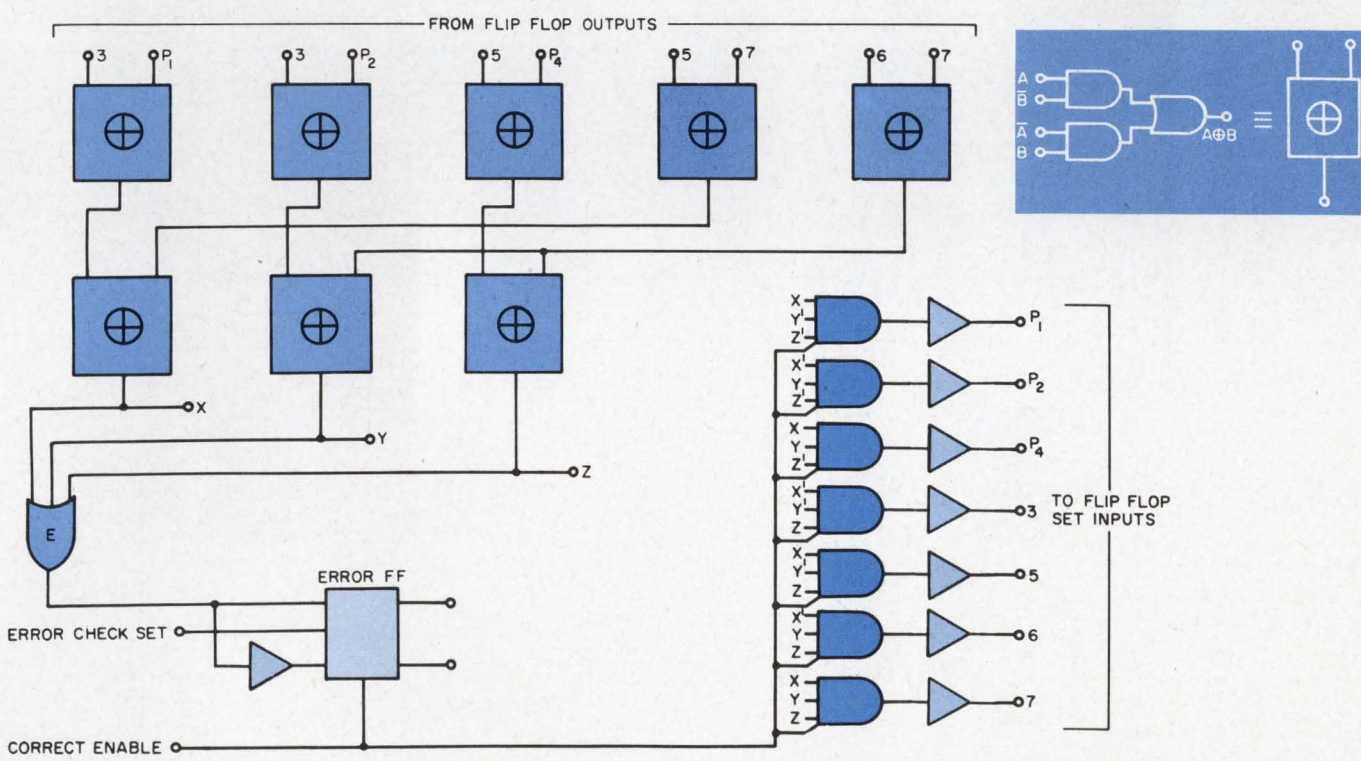 FROM FLIP FLOP OUTPUTS
3 P₁ 3 P₂ 5 P₄ 5 7 6 7
A
B̅
A̅
B
A⊕B
≡
X
Y
Z
E
ERROR FF
ERROR CHECK SET
CORRECT ENABLE
X
Y'
Z'
P₁
X'
Y
Z'
P₂
X
Y
Z'
P₄
X'
Y'
Z
3
X
Y'
Z
5
X'
Y
Z
6
X
Y
Z
7
TO FLIP FLOP
SET INPUTS